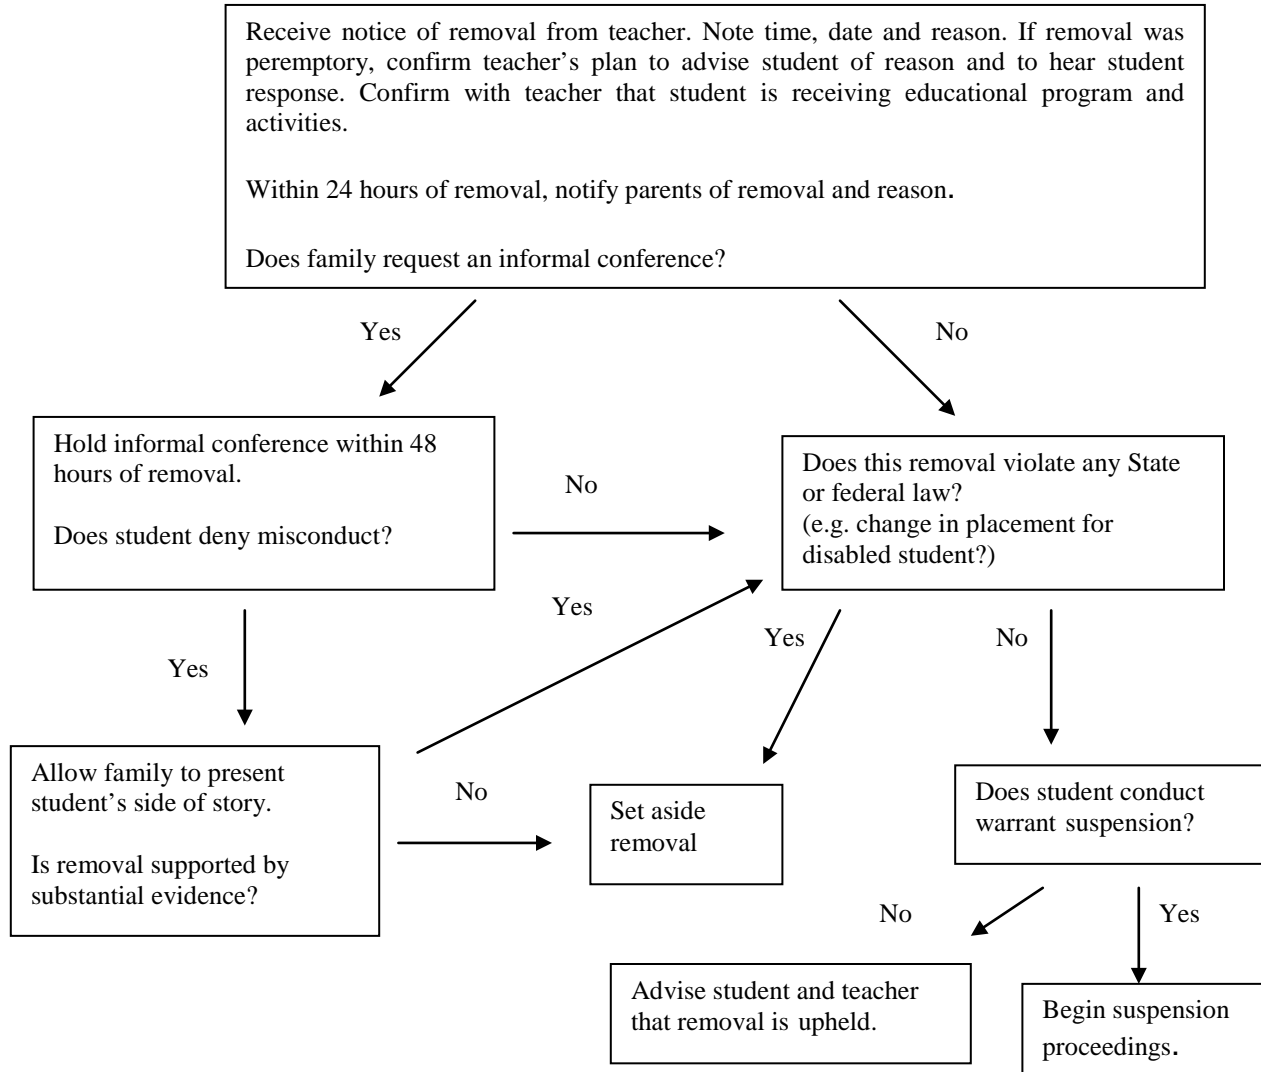 Receive notice of removal from teacher. Note time, date and reason. If removal was
peremptory, confirm teacher’s plan to advise student of reason and to hear student
response. Confirm with teacher that student is receiving educational program and
activities.
Within 24 hours of removal, notify parents of removal and reason.
Does family request an informal conference?
Yes
No
Hold informal conference within 48
hours of removal.
Does student deny misconduct?
No
Does this removal violate any State
or federal law?
(e.g. change in placement for
disabled student?)
Yes
Yes
Yes
No
Allow family to present
student’s side of story.
Is removal supported by
substantial evidence?
No
Set aside
removal
Does student conduct
warrant suspension?
No
Yes
Advise student and teacher
that removal is upheld.
Begin suspension
proceedings.